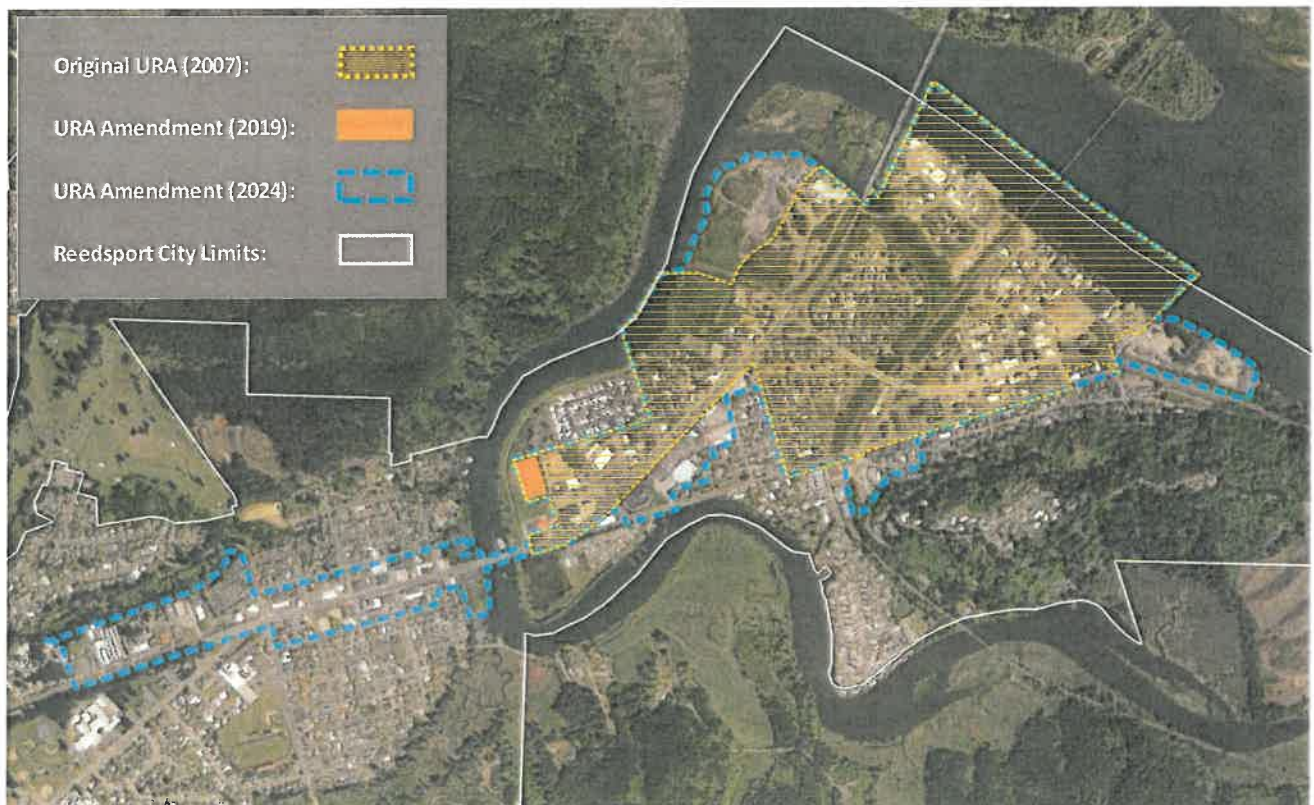 Original URA (2007):
URA Amendment (2019):
URA Amendment (2024):
Reedsport City Limits: